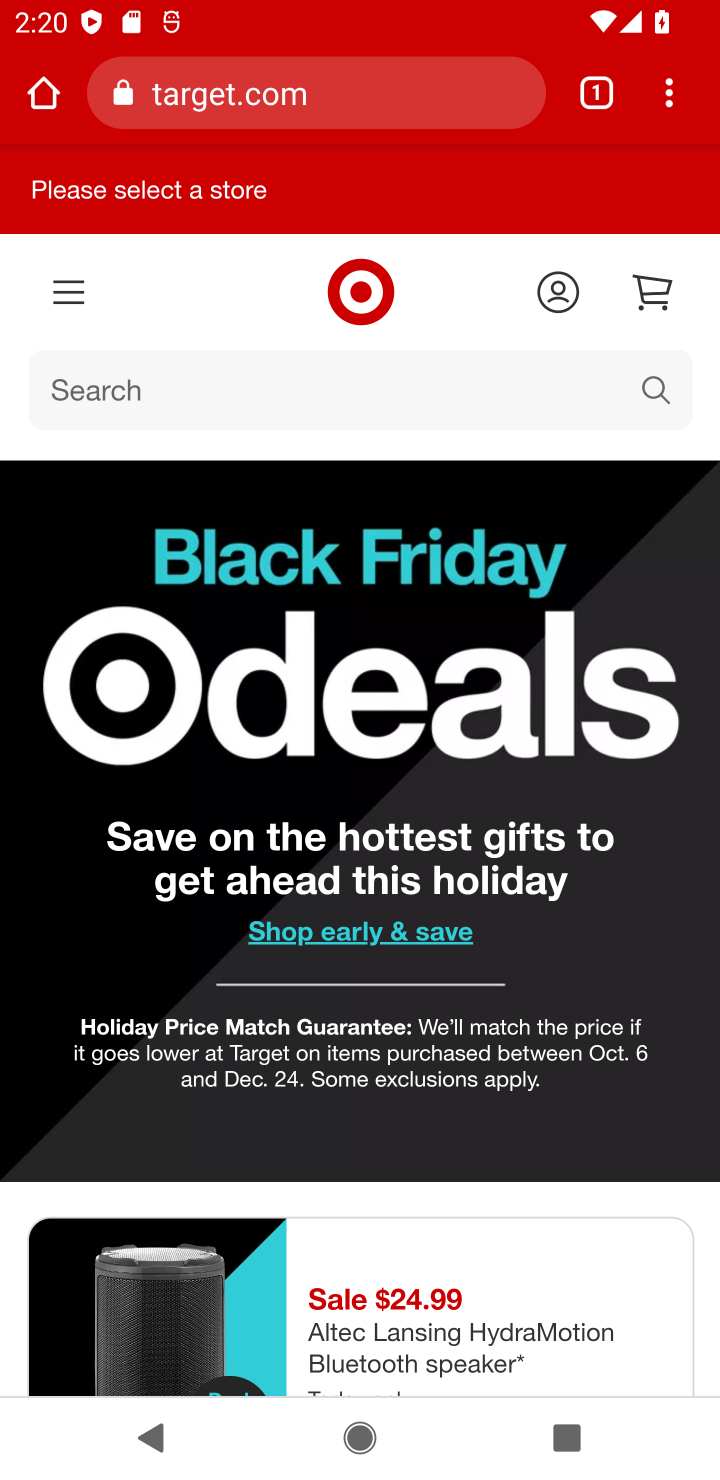 2:20
target.com
1
Please select a store
Search
Black Friday
deals
Save on the hottest gifts to
get ahead this holiday
Shop early & save
Holiday Price Match Guarantee: We'll match the price if
it goes lower at Target on items purchased between Oct. 6
and Dec. 24. Some exclusions apply.
Sale $24.99
Altec Lansing HydraMotion
Bluetooth speaker*